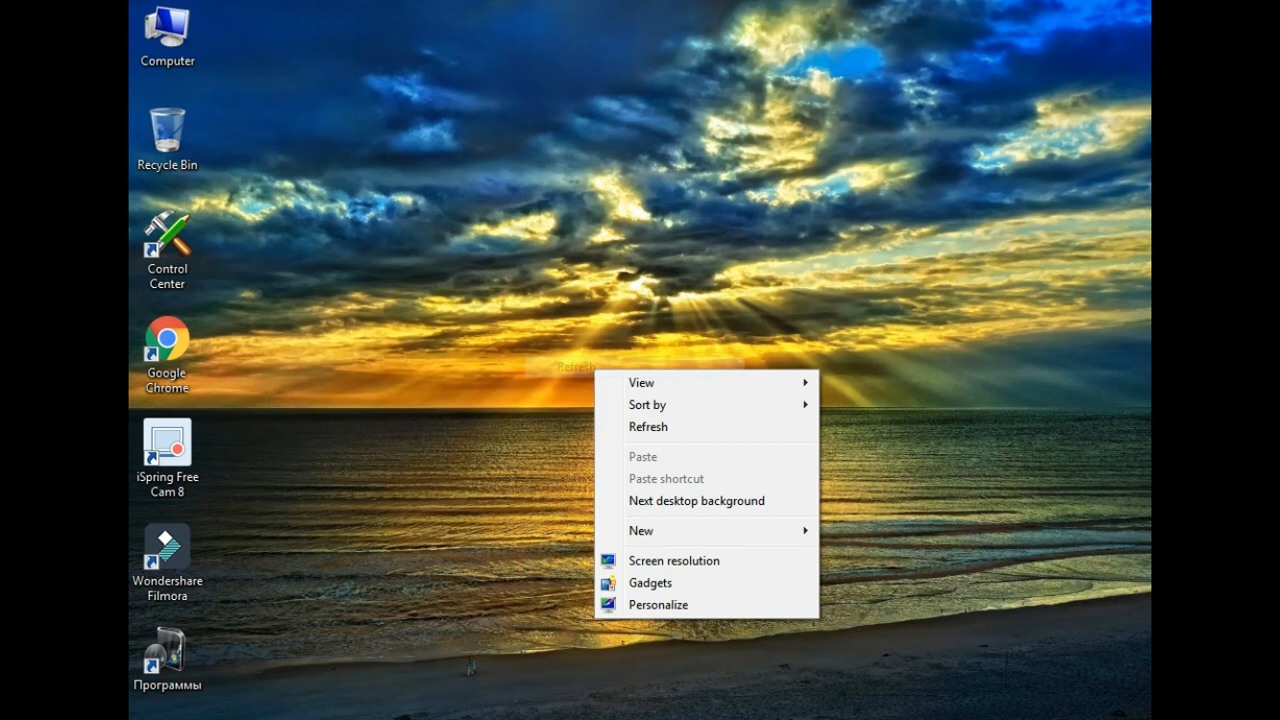 Computer
Recycle Bin
Control
Center
Google
Chrome
iSpring Free
Cam 8
Wondershare
Filmora
Программы
Refresh
View
Sort by
Refresh
Paste
Paste shortcut
Next desktop background
New
Screen resolution
Gadgets
Personalize